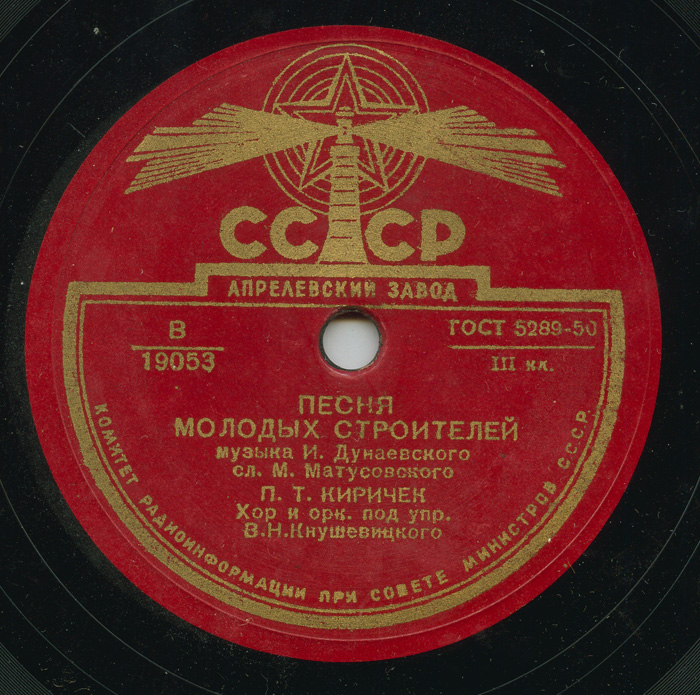 СССР
АПРЕЛЕВСКИЙ ЗАВОД
В
19053
ГОСТ 5289-50
III кл.
ПЕСНЯ
МОЛОДЫХ СТРОИТЕЛЕЙ
музыка И. Дунаевского
сл. М. Матусовского
П. Т. КИРИЧЕК
Хор и орк. под упр.
В.Н.Кнушевицкого
КОМИТЕТ РАДИОИНФОРМАЦИИ ПРИ СОВЕТЕ МИНИСТРОВ С.С.С.Р.